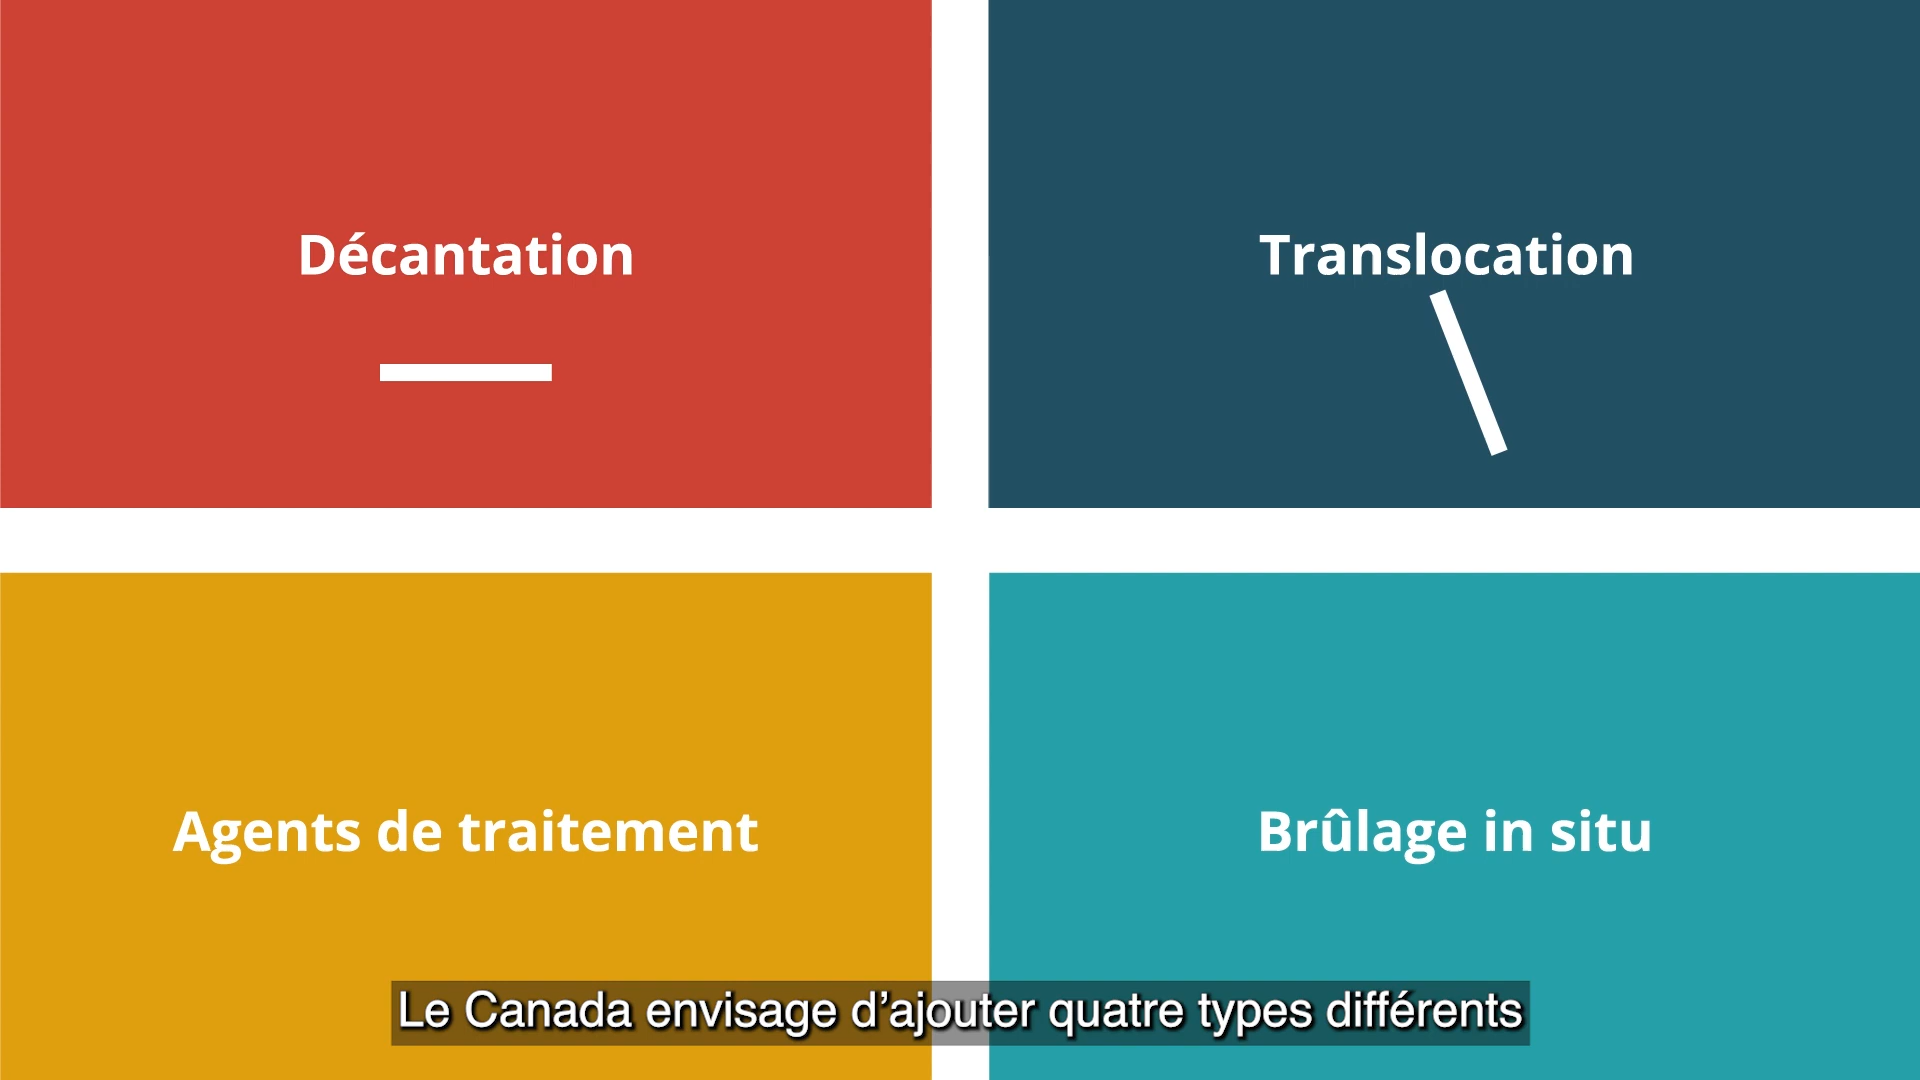 Décantation
Translocation
Agents de traitement
Brûlage in situ
Le Canada envisage d’ajouter quatre types différents